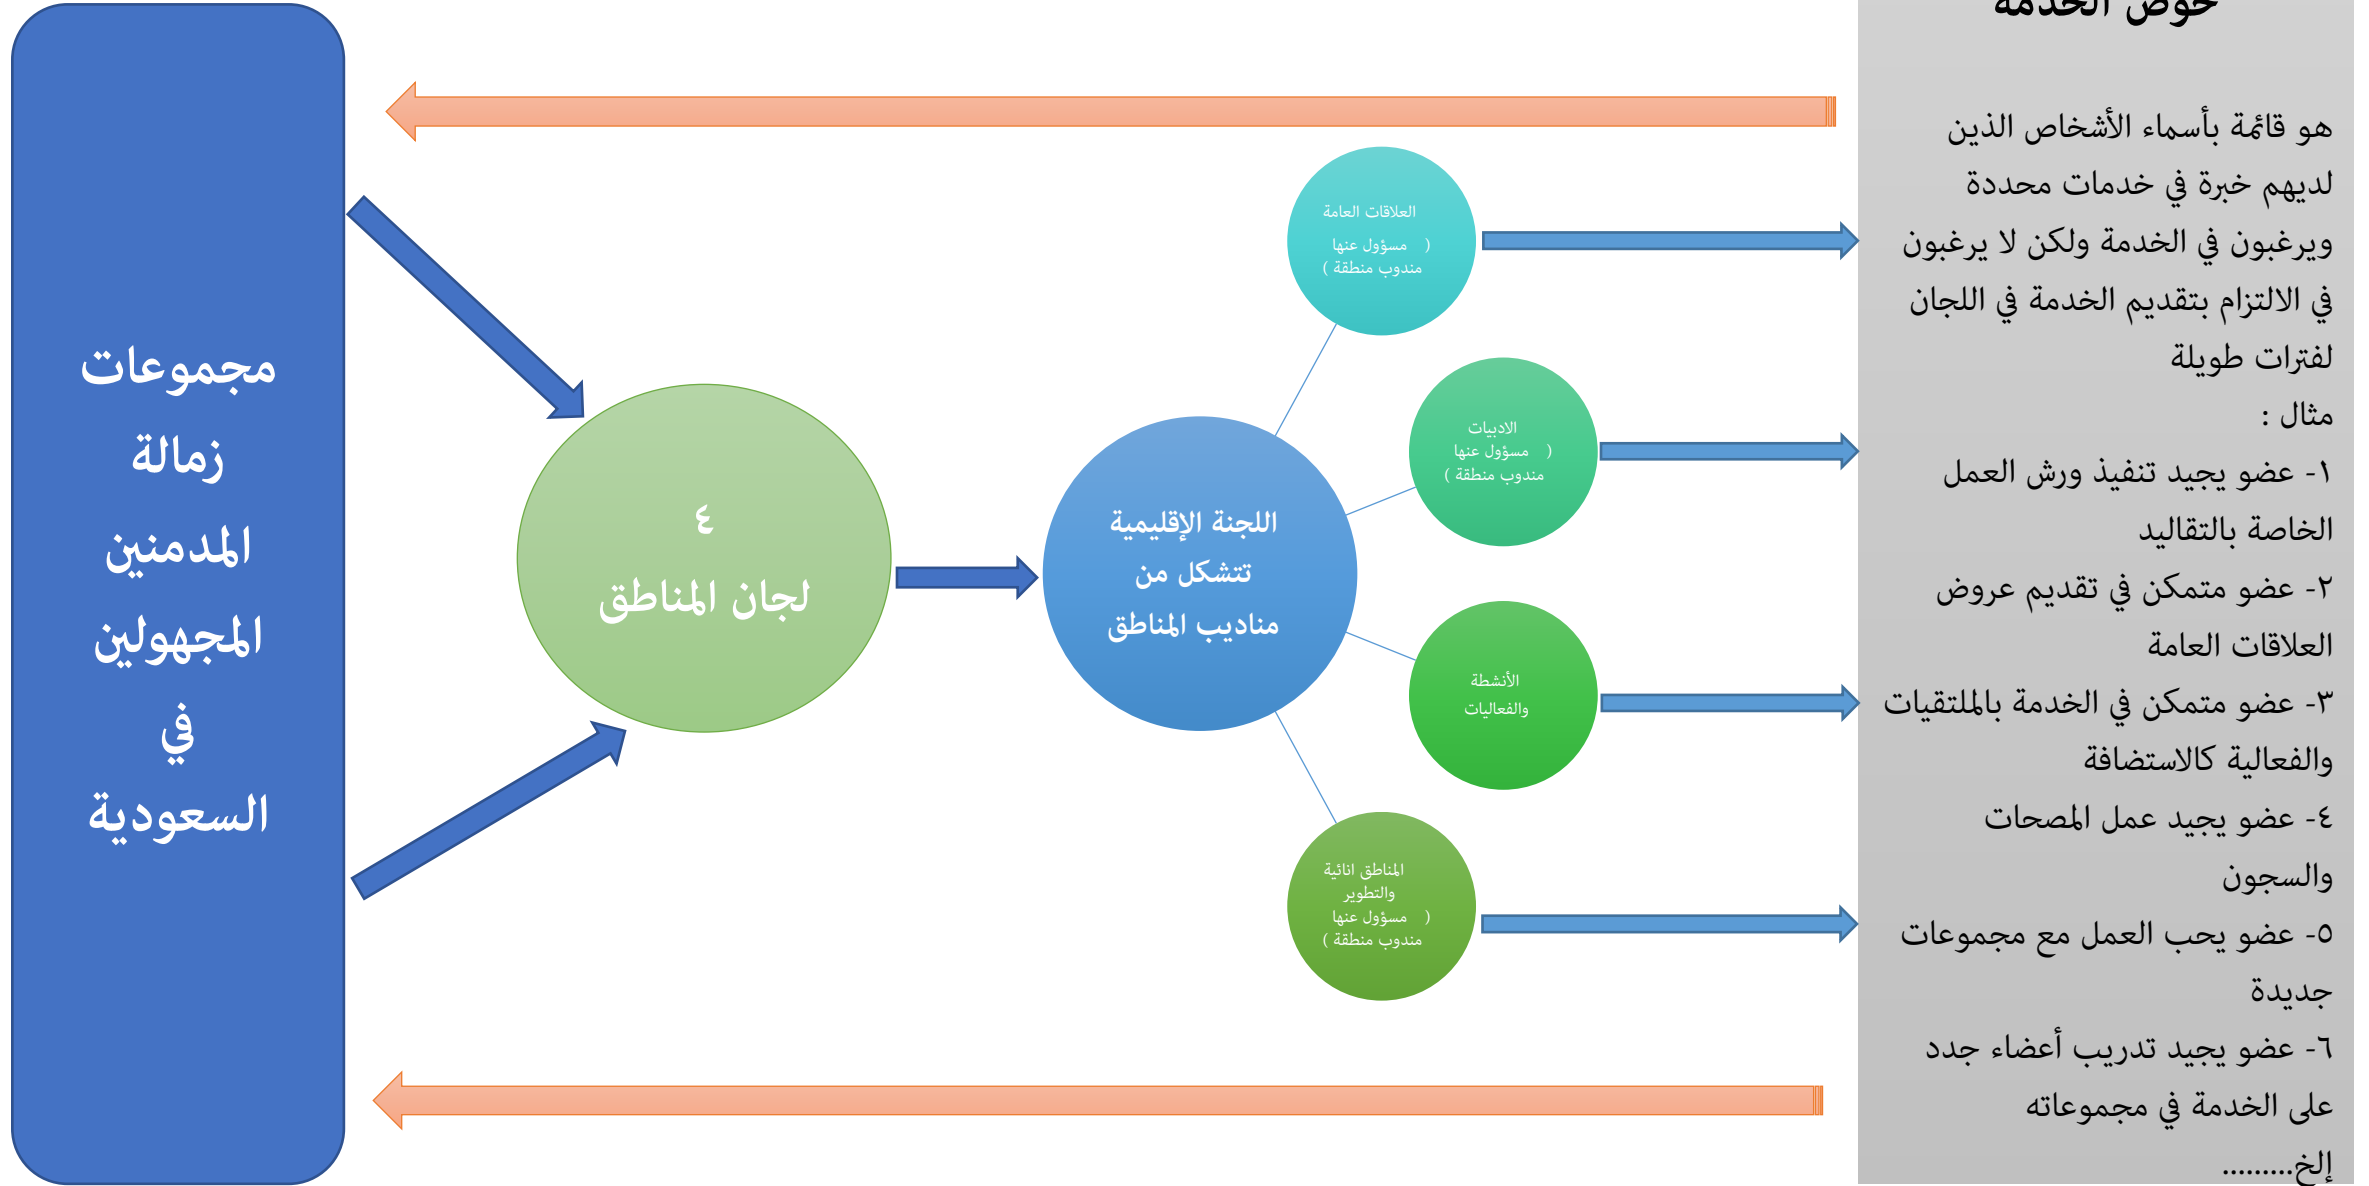 حوض الخدمة
هو قائمة بأسماء الأشخاص الذين
لديهم خبرة في خدمات محددة
ويرغبون في الخدمة ولكن لا يرغبون
في الالتزام بتقديم الخدمة في اللجان
لفترات طويلة
مثال :
١- عضو يجيد تنفيذ ورش العمل
الخاصة بالتقاليد
٢- عضو متمكن في تقديم عروض
العلاقات العامة
٣- عضو متمكن في الخدمة بالملتقيات
والفعالية كالاستضافة
٤- عضو يجيد عمل المصحات
والسجون
٥- عضو يحب العمل مع مجموعات
جديدة
٦- عضو يجيد تدريب أعضاء جدد
على الخدمة في مجموعاته
إلخ.........
العلاقات العامة
( مسؤول عنها
مندوب منطقة )
الادبيات
( مسؤول عنها
مندوب منطقة )
الأنشطة
والفعاليات
المناطق انائية
والتطوير
( مسؤول عنها
مندوب منطقة )
اللجنة الإقليمية
تتشكل من
مناديب المناطق
٤
لجان المناطق
مجموعات
زمالة
المدمنين
المجهولين
في
السعودية